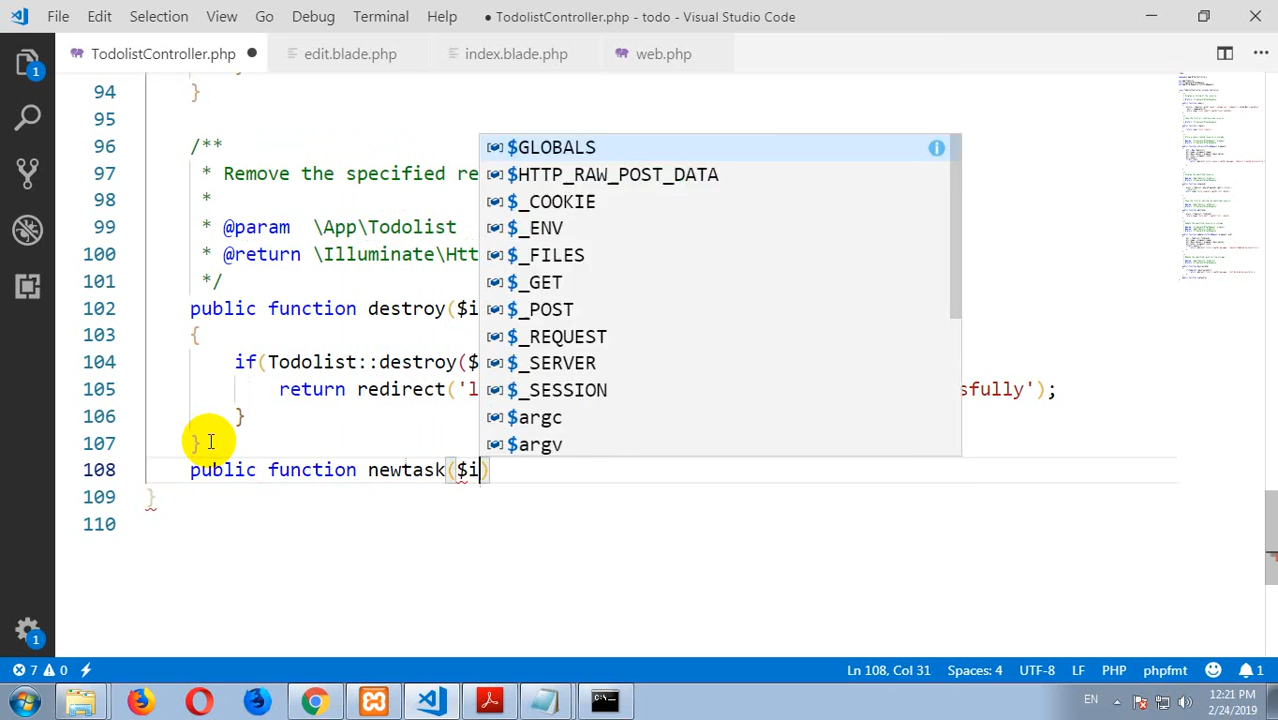 File Edit Selection View Go Debug Terminal Help ● TodolistController.php - todo - Visual Studio Code
TodolistController.php ● edit.blade.php index.blade.php web.php
94 }
95
96 /**
97 * Remove the specified re
98 *
99 * @param \App\Todolist
100 * @return \Illuminate\Htt
101 */
102 public function destroy($i
103 {
104 if(Todolist::destroy($
105 return redirect('l sfully');
106 }
107 }
108 public function newtask($i)
109 }
110
$GLOBALS
$HTTP_RAW_POST_DATA
$_COOKIE
$_ENV
$_FILES
$_GET
$_POST
$_REQUEST
$_SERVER
$_SESSION
$argc
$argv
1
1
7 0 Ln 108, Col 31 Spaces: 4 UTF-8 LF PHP phpfmt 1
EN 12:21 PM
2/24/2019